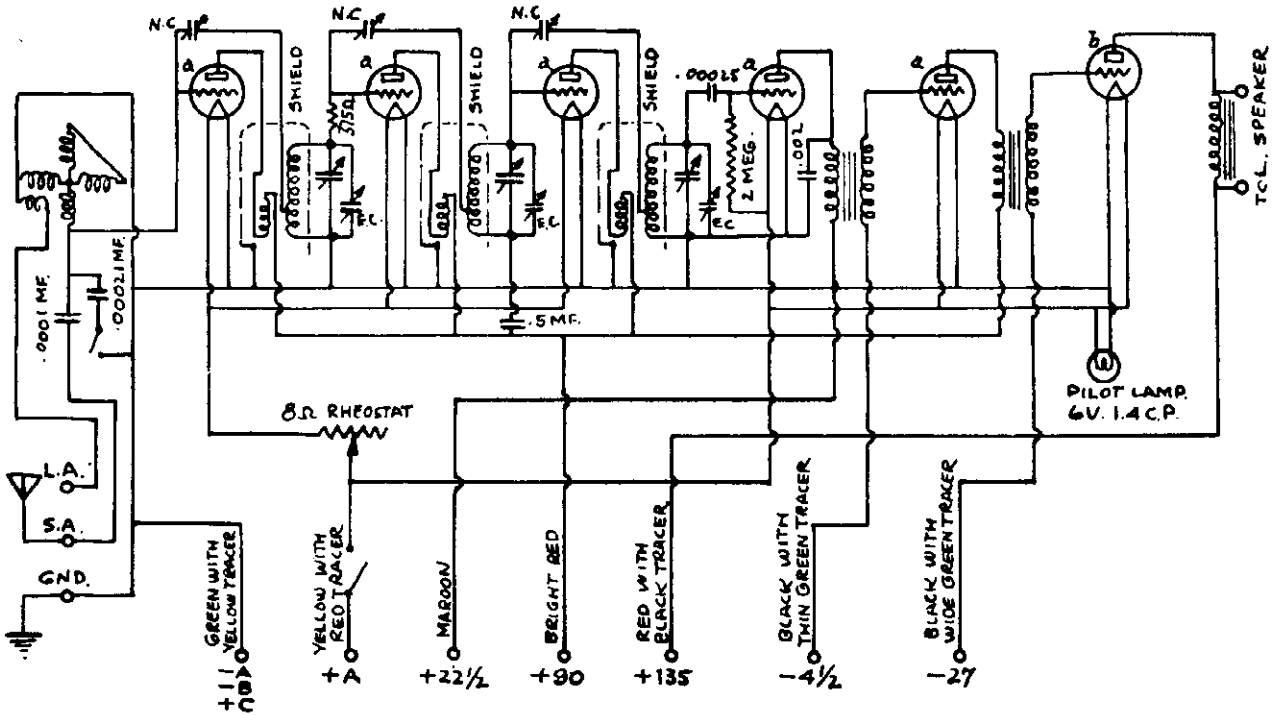 N.C
N.C
N.C
a
a
a
a
a
b
SHIELD
SHIELD
SHIELD
375Ω
.00025
2 MEG.
.002
E.C.
E.C.
E.C
TO L. SPEAKER
.0001 MF.
.00021 MF.
.5 MF.
PILOT LAMP.
6V. 1.4 C.P.
8Ω RHEOSTAT
L.A.
S.A.
GND.
GREEN WITH
YELLOW TRACER
YELLOW WITH
RED TRACER
MAROON
BRIGHT RED
RED WITH
BLACK TRACER
BLACK WITH
THIN GREEN TRACER
BLACK WITH
WIDE GREEN TRACER
-A
-B
+C
+A
+22½
+90
+135
-4½
-27